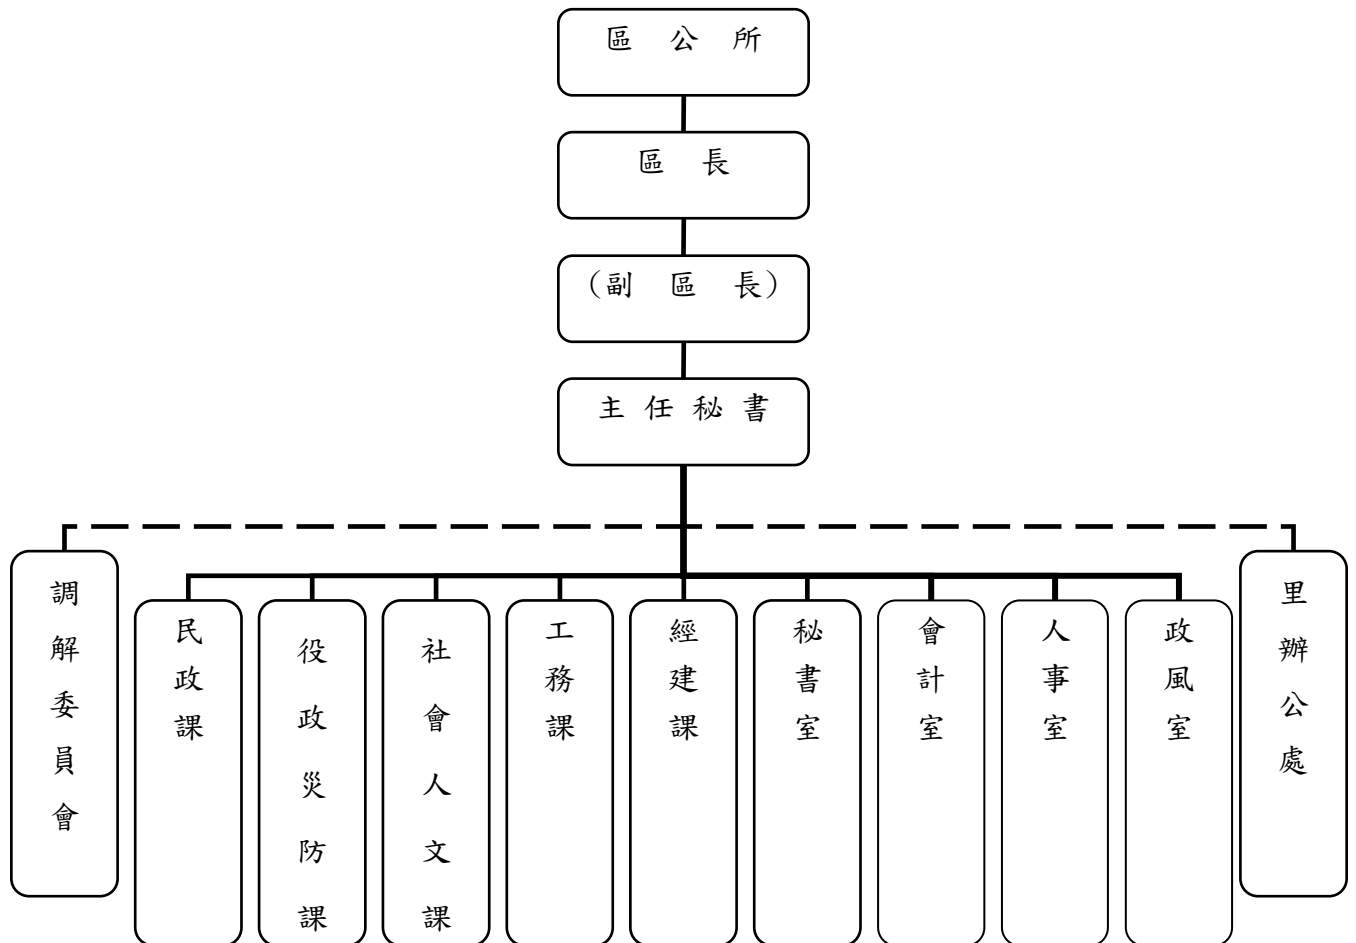 區 公 所
區 長
(副 區 長)
主 任 秘 書
調解委員會
民政課
役政災防課
社會人文課
工務課
經建課
秘書室
會計室
人事室
政風室
里辦公處